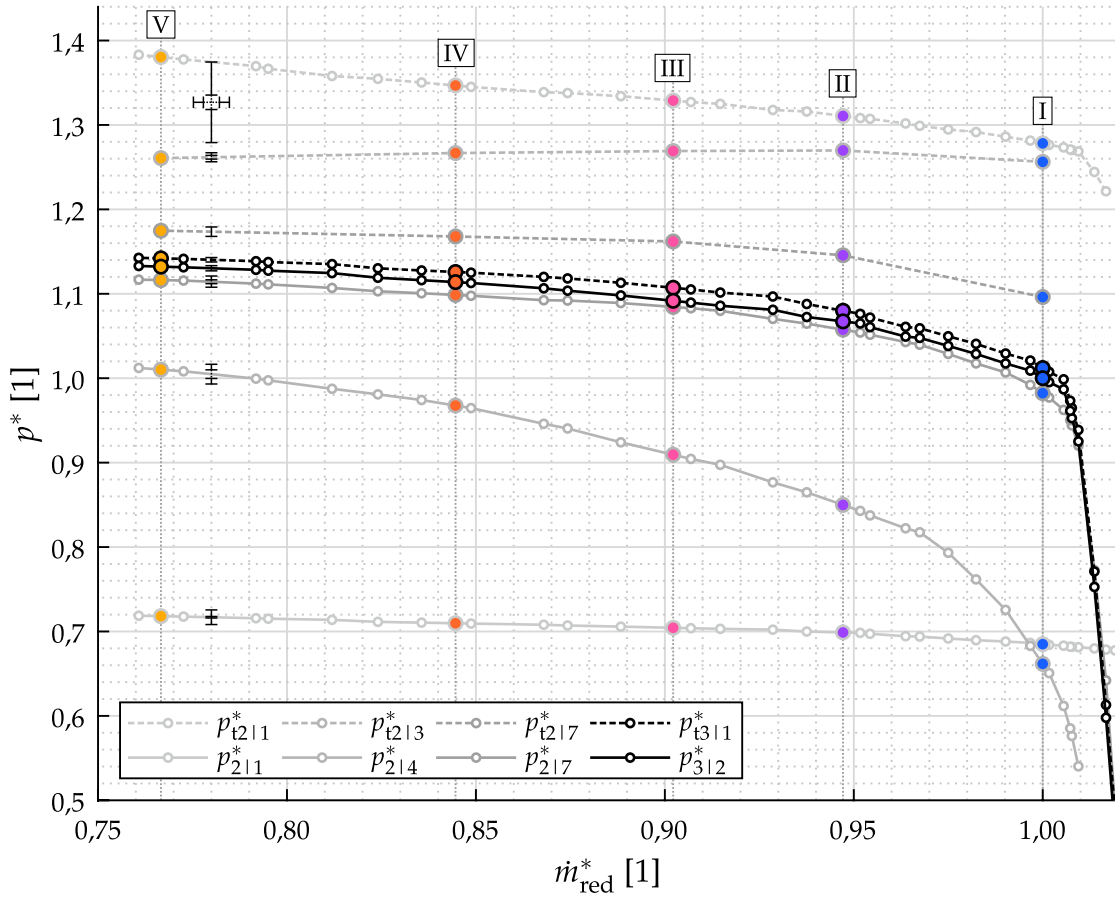 V
IV
III
II
I
1,4
1,3
1,2
1,1
1,0
0,9
0,8
0,7
0,6
0,5
p* [1]
p*t2|1 p*t2|3 p*t2|7 p*t3|1
p*2|1 p*2|4 p*2|7 p*3|2
0,75 0,80 0,85 0,90 0,95 1,00
ṁ*red [1]